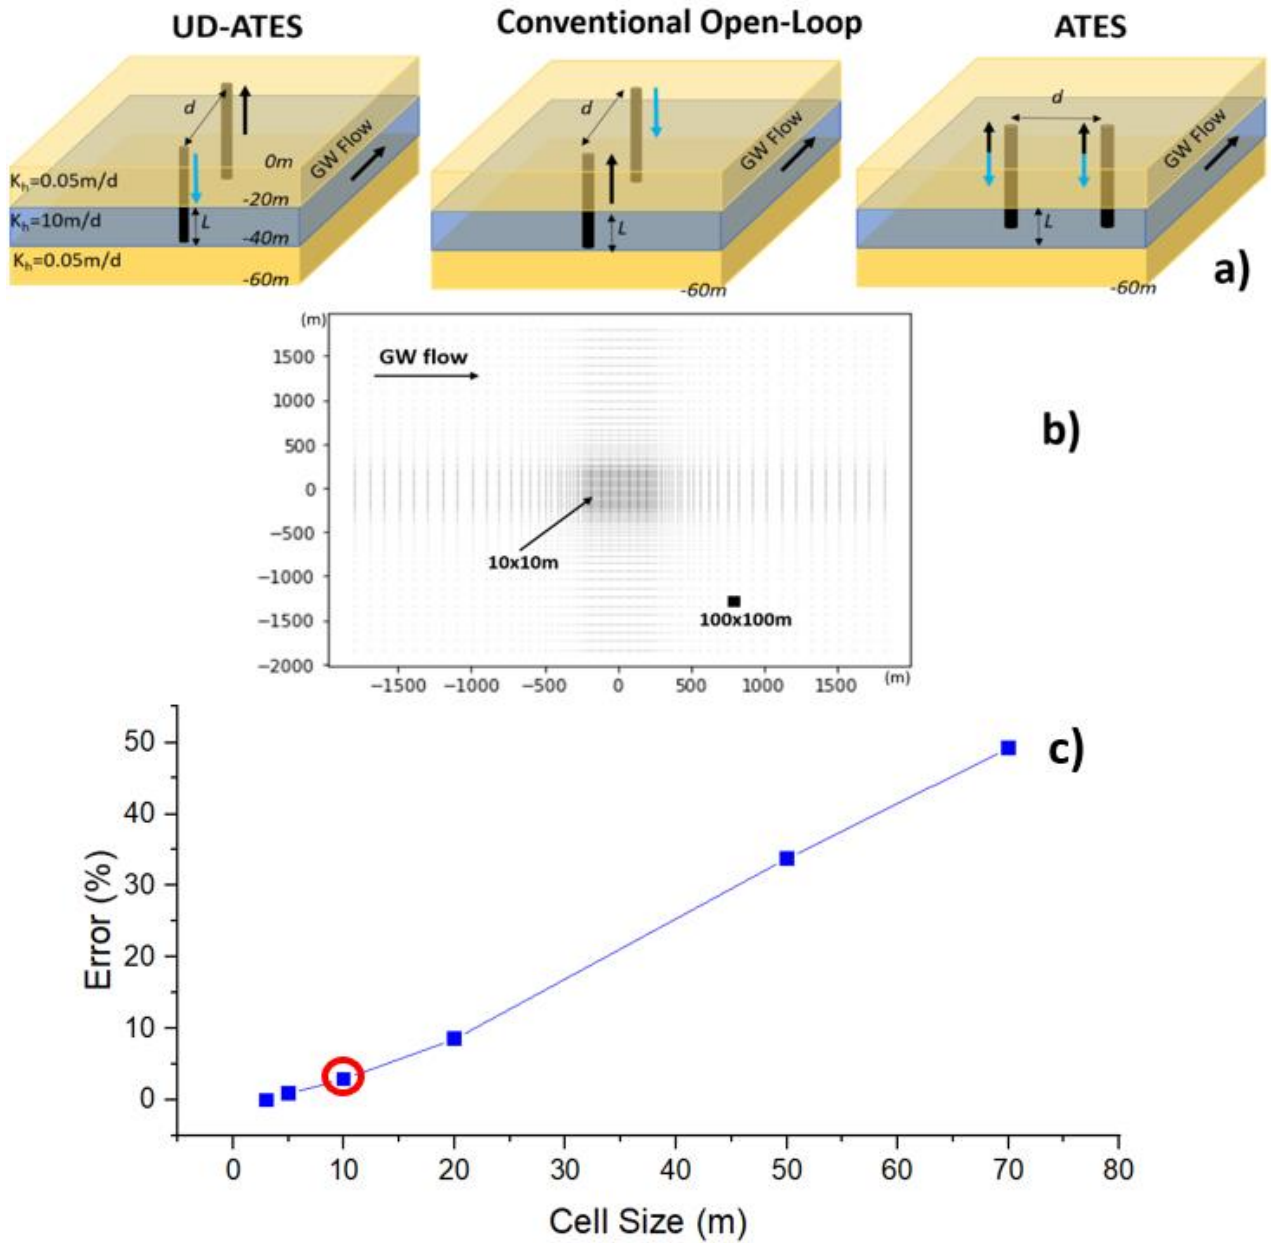 UD-ATES
Conventional Open-Loop
ATES
d
0m
GW Flow
Kh=0.05m/d
-20m
Kh=10m/d
L
-40m
Kh=0.05m/d
-60m
d
GW Flow
L
-60m
d
GW Flow
L
-60m
a)
(m)
GW flow
1500
1000
500
0
−500
−1000
−1500
−2000
10x10m
100x100m
−1500 −1000 −500 0 500 1000 1500 (m)
b)
c)
50
40
30
20
10
0
Error (%)
0 10 20 30 40 50 60 70 80
Cell Size (m)